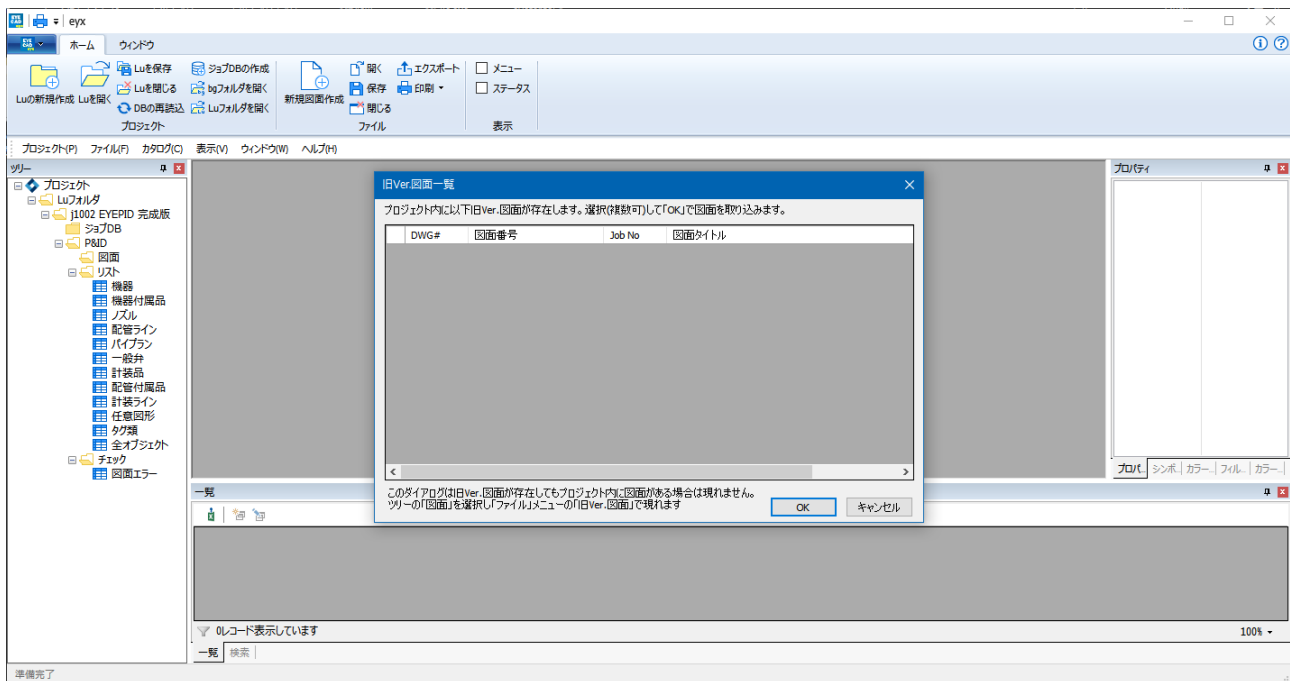 eyx
ホーム ウィンドウ
Luの新規作成 Luを開く
Luを保存
Luを閉じる
DBの再読込
ジョブDBの作成
bgフォルダを開く
Luフォルダを開く
プロジェクト
新規図面作成
開く
保存
閉じる
エクスポート
印刷
ファイル
メニュー
ステータス
表示
プロジェクト(P) ファイル(F) カタログ(C) 表示(V) ウィンドウ(W) ヘルプ(H)
ツリー
プロジェクト
Luフォルダ
j1002 EYEPID 完成版
ジョブDB
P&ID
図面
リスト
機器
機器付属品
ノズル
配管ライン
パイプラン
一般弁
計装品
配管付属品
計装ライン
任意図形
タグ類
全オブジェクト
チェック
図面エラー
旧Ver.図面一覧
プロジェクト内に以下旧Ver.図面が存在します。選択(複数可)して「OK」で図面を取り込みます。
DWG# 図面番号 Job No 図面タイトル
このダイアログは旧Ver.図面が存在してもプロジェクト内に図面がある場合は現れません。
ツリーの「図面」を選択し「ファイル」メニューの「旧Ver.図面」で現れます
OK キャンセル
プロパティ
プロパ... シンボ... カラー... フィル... カラー...
一覧
0レコード表示しています
100%
一覧 検索
準備完了